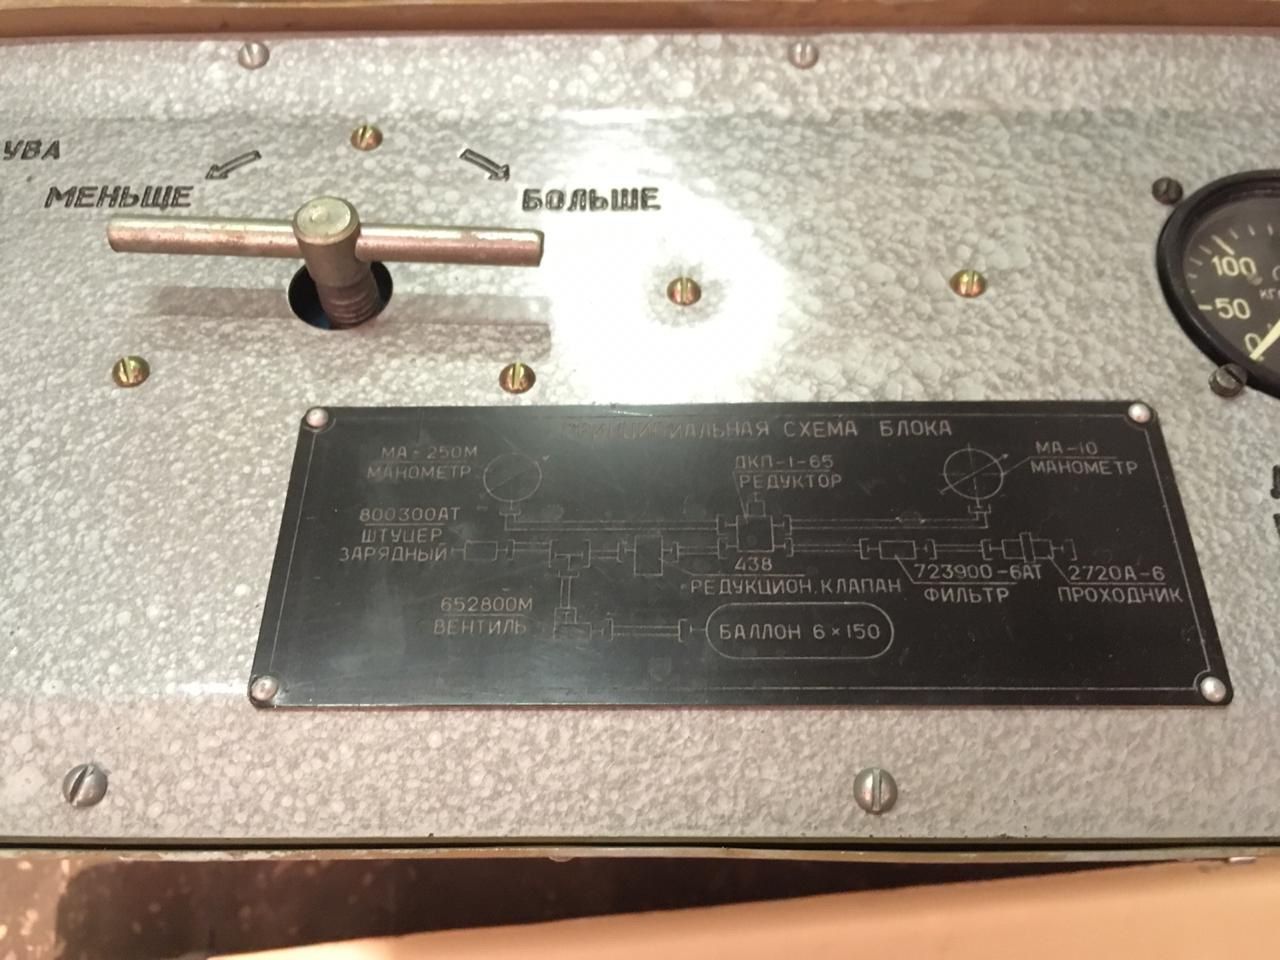 УВА
МЕНЬЩЕ
БОЛЬШЕ
100
50
0
ПРИНЦИПИАЛЬНАЯ СХЕМА БЛОКА
МА-250М
МАНОМЕТР
ДКП-1-65
РЕДУКТОР
МА-10
МАНОМЕТР
800300АТ
ШТУЦЕР
ЗАРЯДНЫЙ
438
РЕДУКЦИОН. КЛАПАН
723900-6АТ
ФИЛЬТР
2720А-6
ПРОХОДНИК
652800М
ВЕНТИЛЬ
БАЛЛОН 6×150